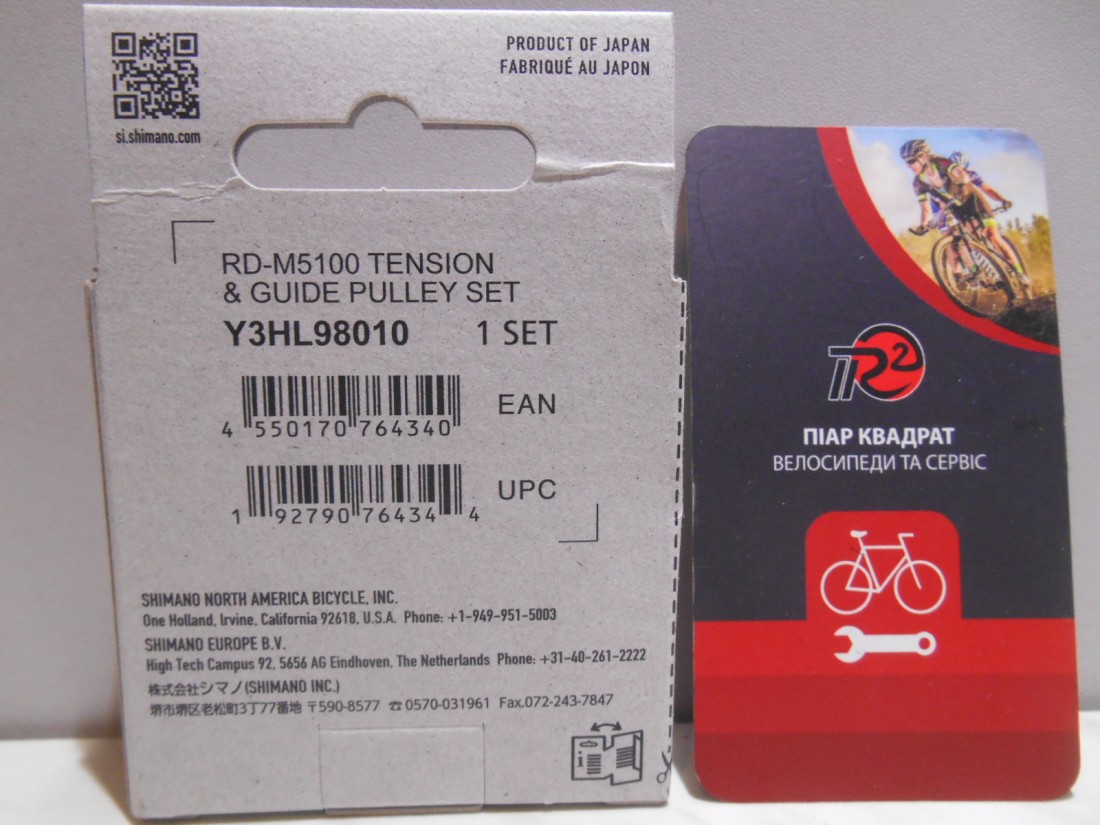 PRODUCT OF JAPAN
FABRIQUÉ AU JAPON
si.shimano.com
RD-M5100 TENSION
& GUIDE PULLEY SET
Y3HL98010 1 SET
4 550170 764340 EAN
1 92790 76434 4 UPC
SHIMANO NORTH AMERICA BICYCLE, INC.
One Holland, Irvine, California 92618, U.S.A. Phone: +1-949-951-5003
SHIMANO EUROPE B.V.
High Tech Campus 92, 5656 AG Eindhoven, The Netherlands Phone: +31-40-261-2222
株式会社シマノ(SHIMANO INC.)
堺市堺区老松町3丁77番地 〒590-8577 ☎0570-031961 Fax.072-243-7847
i
ПR2
ПІАР КВАДРАТ
ВЕЛОСИПЕДИ ТА СЕРВІС